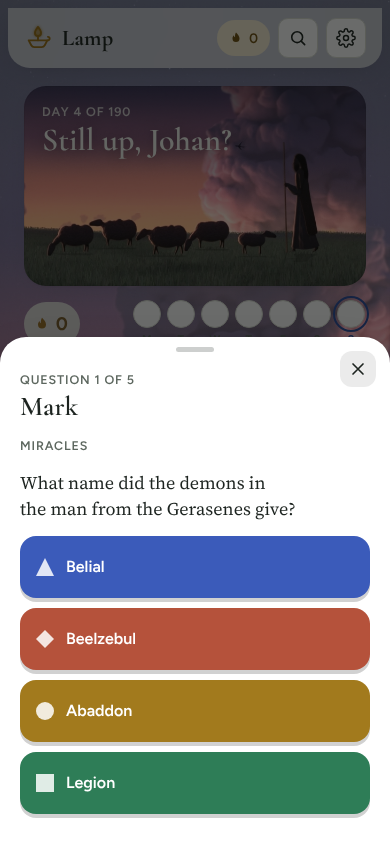 Lamp
0
DAY 4 OF 190
Still up, Johan?
0
QUESTION 1 OF 5
Mark
MIRACLES
What name did the demons in
the man from the Gerasenes give?
Belial
Beelzebul
Abaddon
Legion